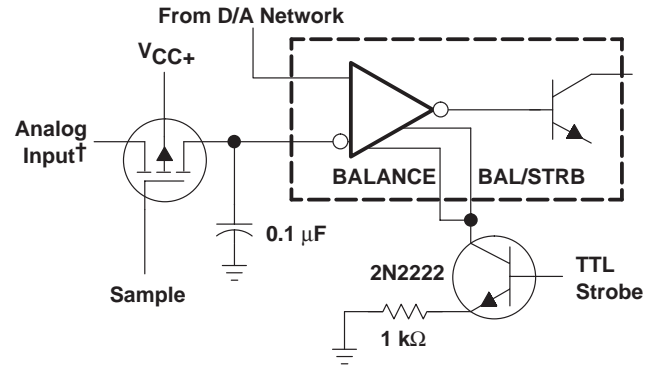 From D/A Network
VCC+
Analog
Input†
BALANCE
BAL/STRB
0.1 μF
2N2222
TTL
Strobe
Sample
1 kΩ